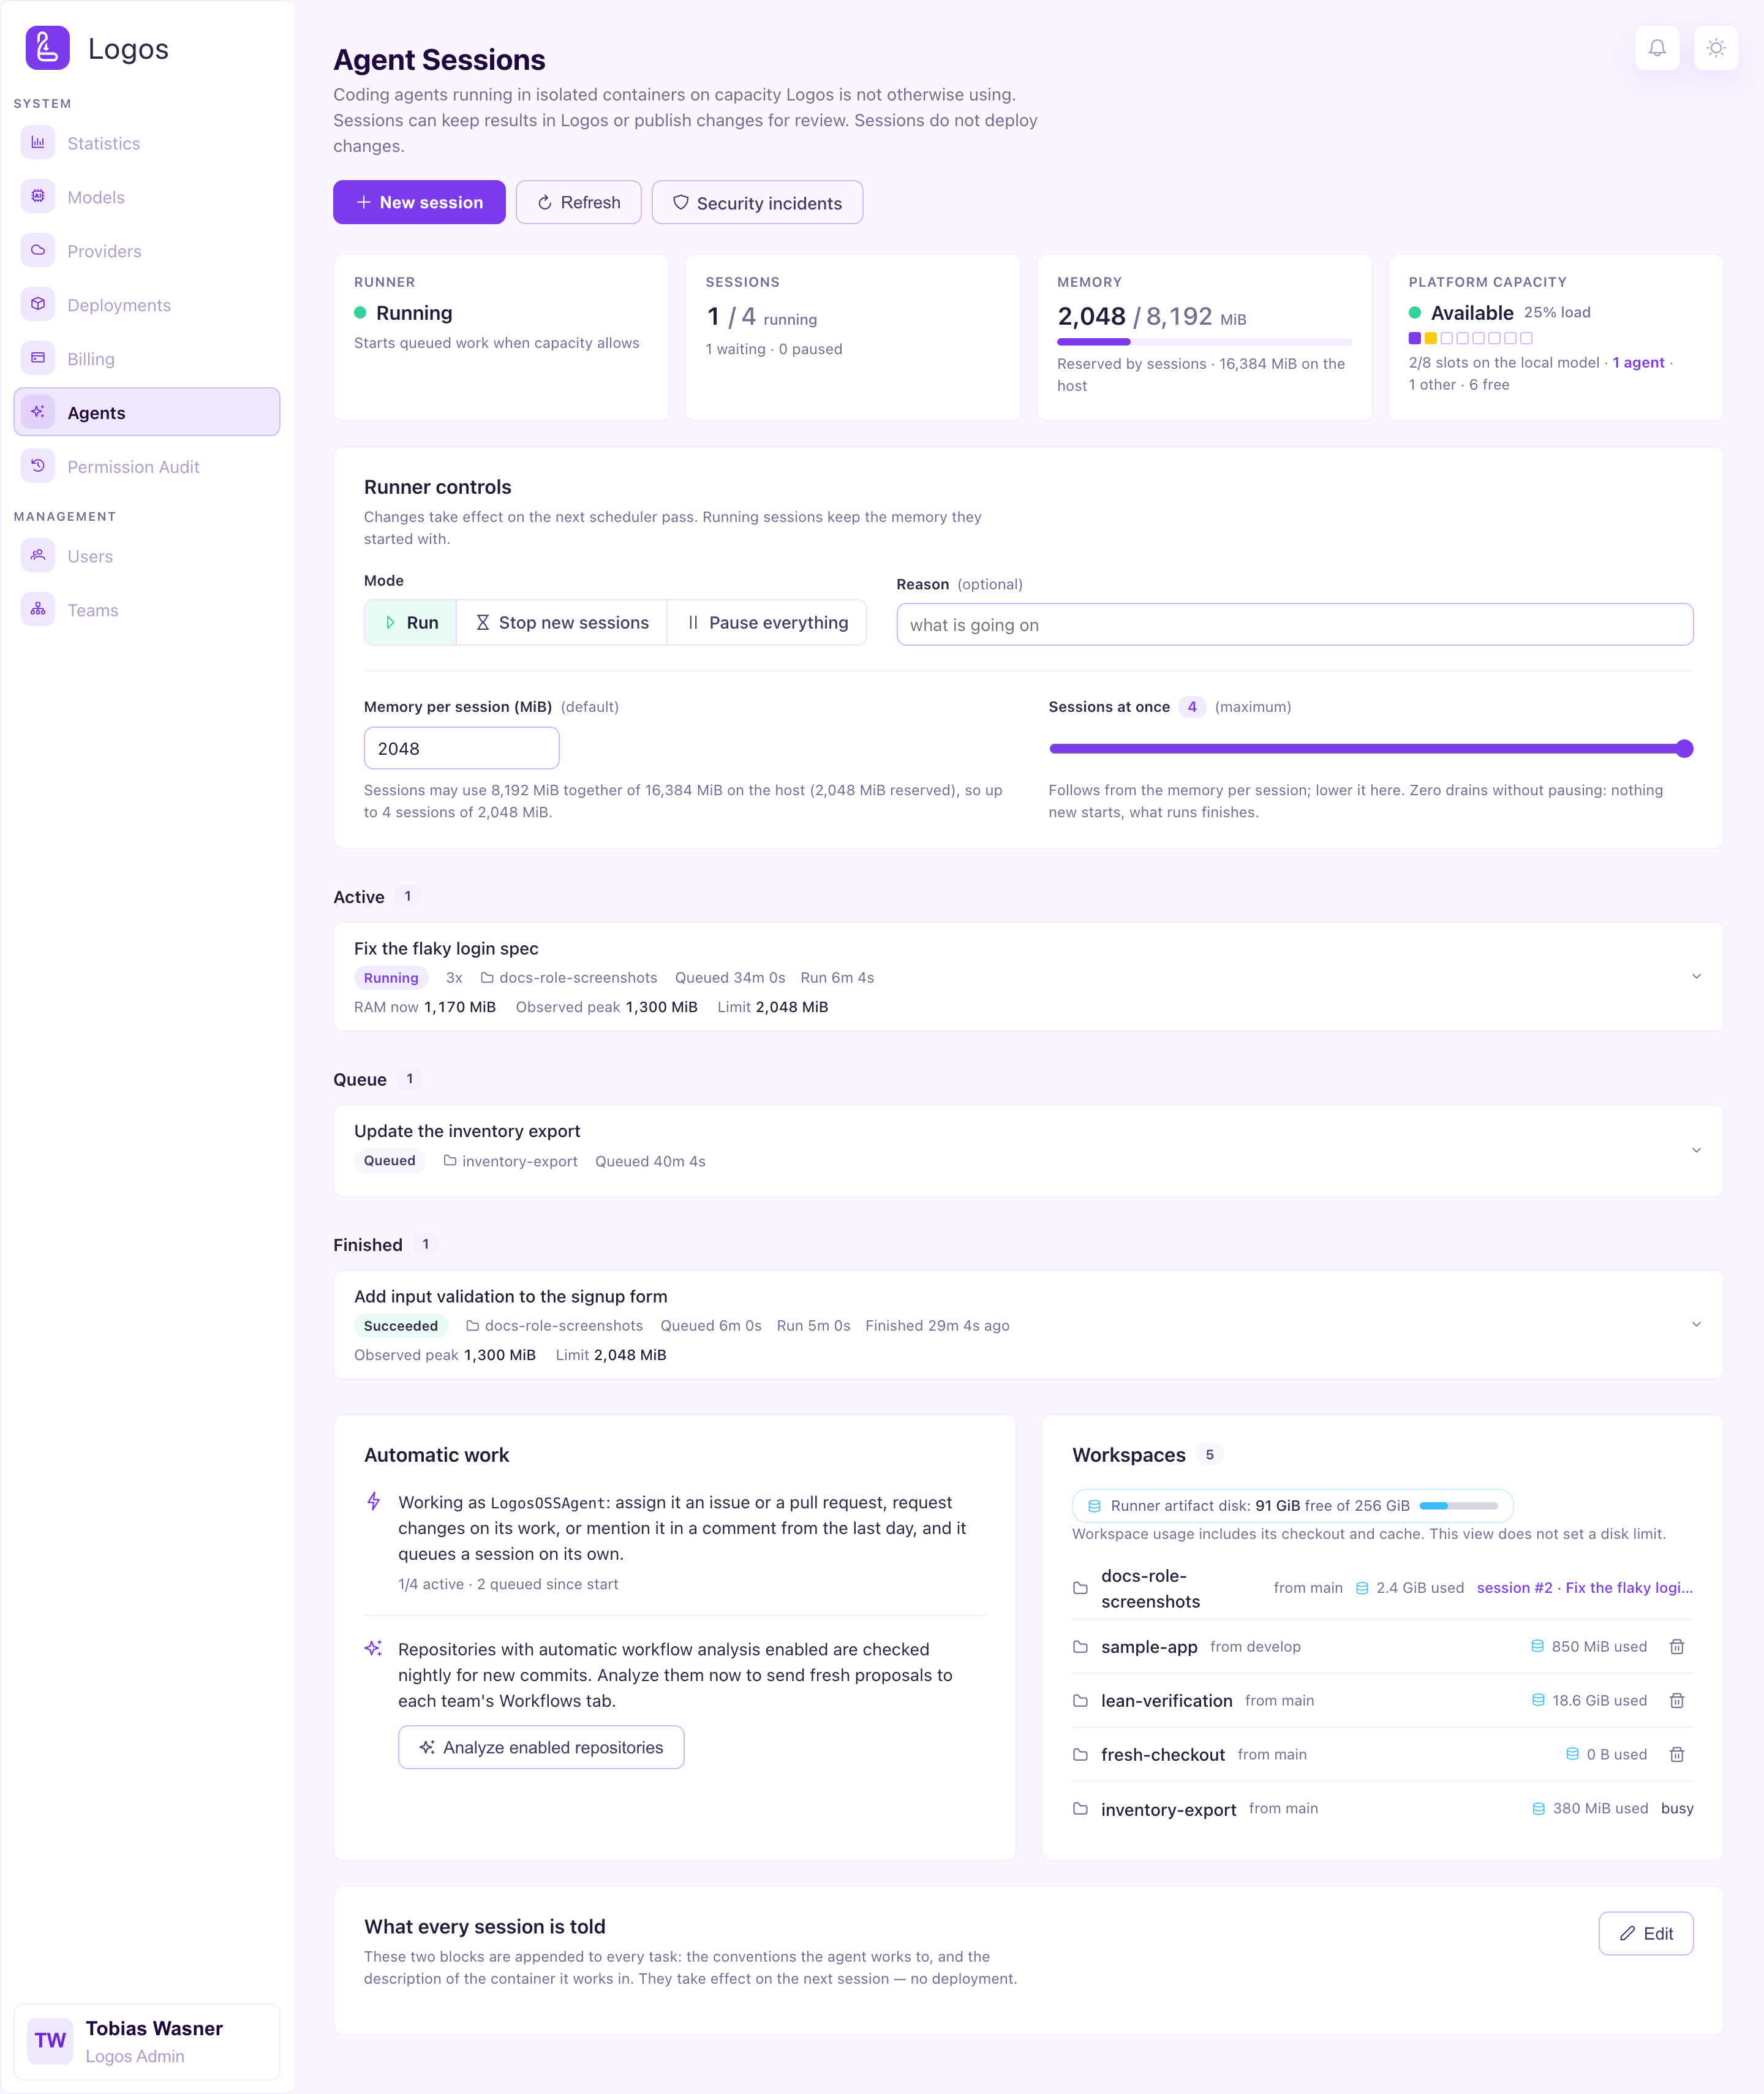 Logos
SYSTEM
Statistics
Models
Providers
Deployments
Billing
Agents
Permission Audit
MANAGEMENT
Users
Teams
TW
Tobias Wasner
Logos Admin
Agent Sessions
Coding agents running in isolated containers on capacity Logos is not otherwise using.
Sessions can keep results in Logos or publish changes for review. Sessions do not deploy
changes.
New session
Refresh
Security incidents
RUNNER
Running
Starts queued work when capacity allows
SESSIONS
1 / 4 running
1 waiting · 0 paused
MEMORY
2,048 / 8,192 MiB
Reserved by sessions · 16,384 MiB on the
host
PLATFORM CAPACITY
Available 25% load
2/8 slots on the local model · 1 agent ·
1 other · 6 free
Runner controls
Changes take effect on the next scheduler pass. Running sessions keep the memory they
started with.
Mode
Run
Stop new sessions
Pause everything
Reason (optional)
what is going on
Memory per session (MiB) (default)
2048
Sessions may use 8,192 MiB together of 16,384 MiB on the host (2,048 MiB reserved), so up
to 4 sessions of 2,048 MiB.
Sessions at once 4 (maximum)
Follows from the memory per session; lower it here. Zero drains without pausing: nothing
new starts, what runs finishes.
Active 1
Fix the flaky login spec
Running 3x docs-role-screenshots Queued 34m 0s Run 6m 4s
RAM now 1,170 MiB Observed peak 1,300 MiB Limit 2,048 MiB
Queue 1
Update the inventory export
Queued inventory-export Queued 40m 4s
Finished 1
Add input validation to the signup form
Succeeded docs-role-screenshots Queued 6m 0s Run 5m 0s Finished 29m 4s ago
Observed peak 1,300 MiB Limit 2,048 MiB
Automatic work
Working as LogosOSSAgent: assign it an issue or a pull request, request
changes on its work, or mention it in a comment from the last day, and it
queues a session on its own.
1/4 active · 2 queued since start
Repositories with automatic workflow analysis enabled are checked
nightly for new commits. Analyze them now to send fresh proposals to
each team's Workflows tab.
Analyze enabled repositories
Workspaces 5
Runner artifact disk: 91 GiB free of 256 GiB
Workspace usage includes its checkout and cache. This view does not set a disk limit.
docs-role-
screenshots
from main 2.4 GiB used session #2 · Fix the flaky logi...
sample-app from develop 850 MiB used
lean-verification from main 18.6 GiB used
fresh-checkout from main 0 B used
inventory-export from main 380 MiB used busy
What every session is told
These two blocks are appended to every task: the conventions the agent works to, and the
description of the container it works in. They take effect on the next session — no deployment.
Edit